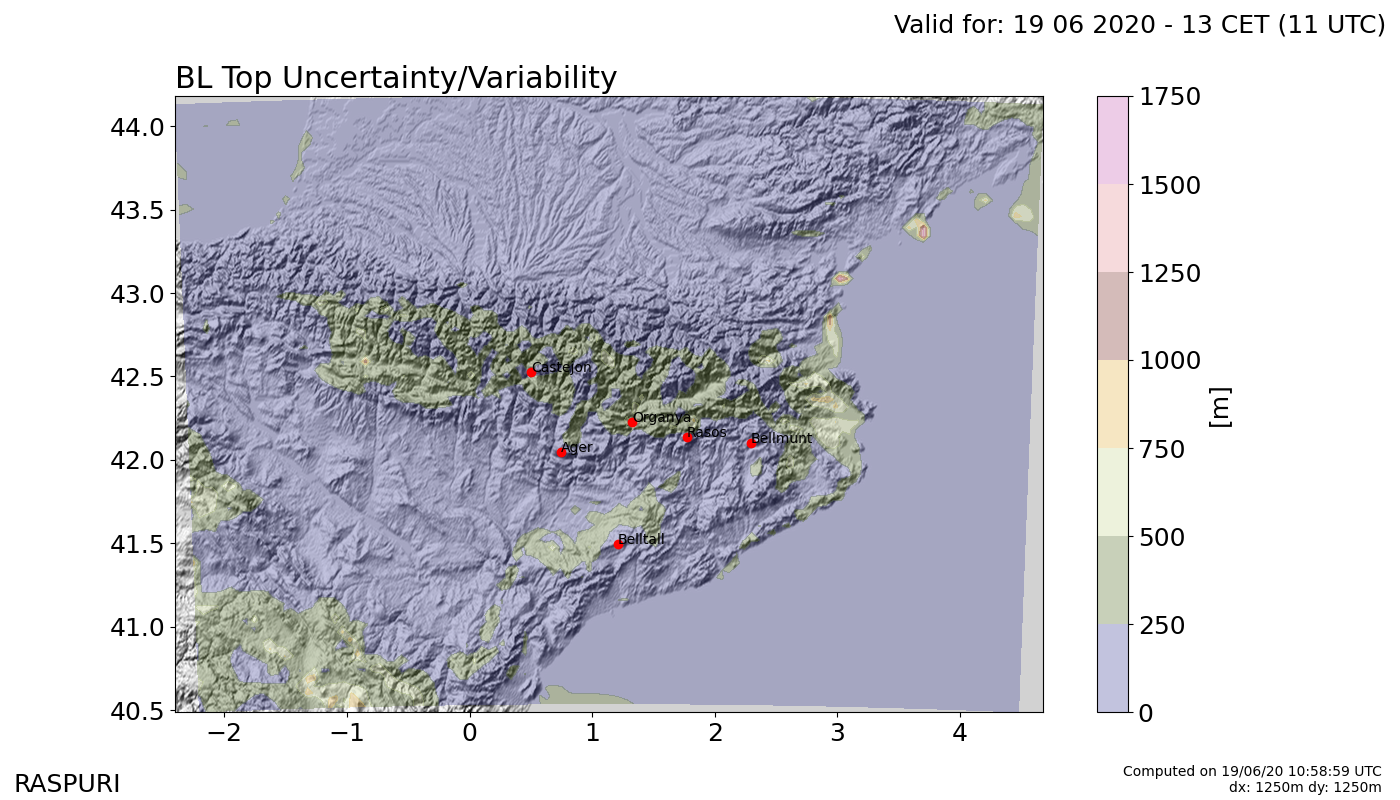 Valid for: 19 06 2020 - 13 CET (11 UTC)
BL Top Uncertainty/Variability
44.0
43.5
43.0
42.5
42.0
41.5
41.0
40.5
−2 −1 0 1 2 3 4
Castejon
Organya
Rasos
Bellmunt
Ager
Belltall
1750
1500
1250
1000
750
500
250
0
[m]
RASPURI
Computed on 19/06/20 10:58:59 UTC
dx: 1250m dy: 1250m